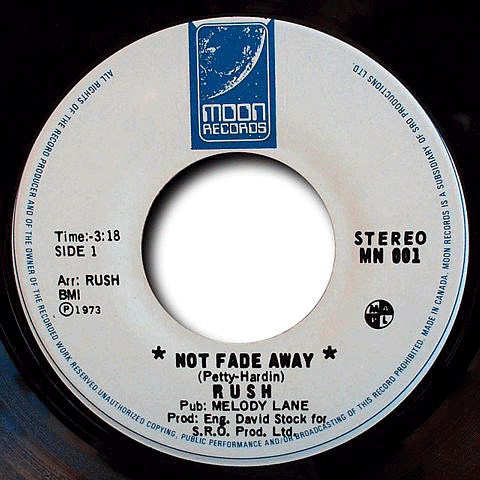 MOON
RECORDS
Time:-3:18
SIDE 1
Arr: RUSH
BMI
Ⓟ 1973
STEREO
MN 001
M A
P L
* NOT FADE AWAY *
(Petty-Hardin)
RUSH
Pub: MELODY LANE
Prod: Eng. David Stock for
S.R.O. Prod. Ltd.
ALL RIGHTS OF THE RECORD PRODUCER AND OF THE OWNER OF THE RECORDED WORK RESERVED UNAUTHORIZED COPYING, PUBLIC PERFORMANCE AND/OR BROADCASTING OF THIS RECORD PROHIBITED. MADE IN CANADA. MOON RECORDS IS A SUBSIDIARY OF SRO PRODUCTIONS LTD.